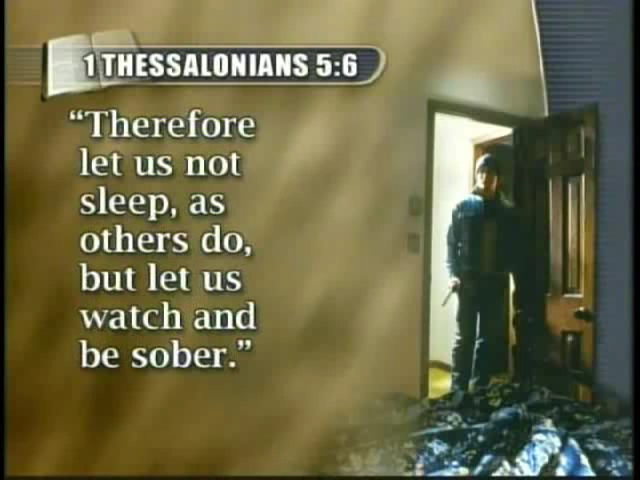 1 THESSALONIANS 5:6
“Therefore
let us not
sleep, as
others do,
but let us
watch and
be sober.”